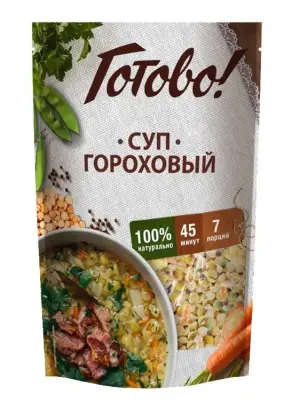 Готово!
• СУП •
ГОРОХОВЫЙ
100%
натурально
45
минут
7
порций